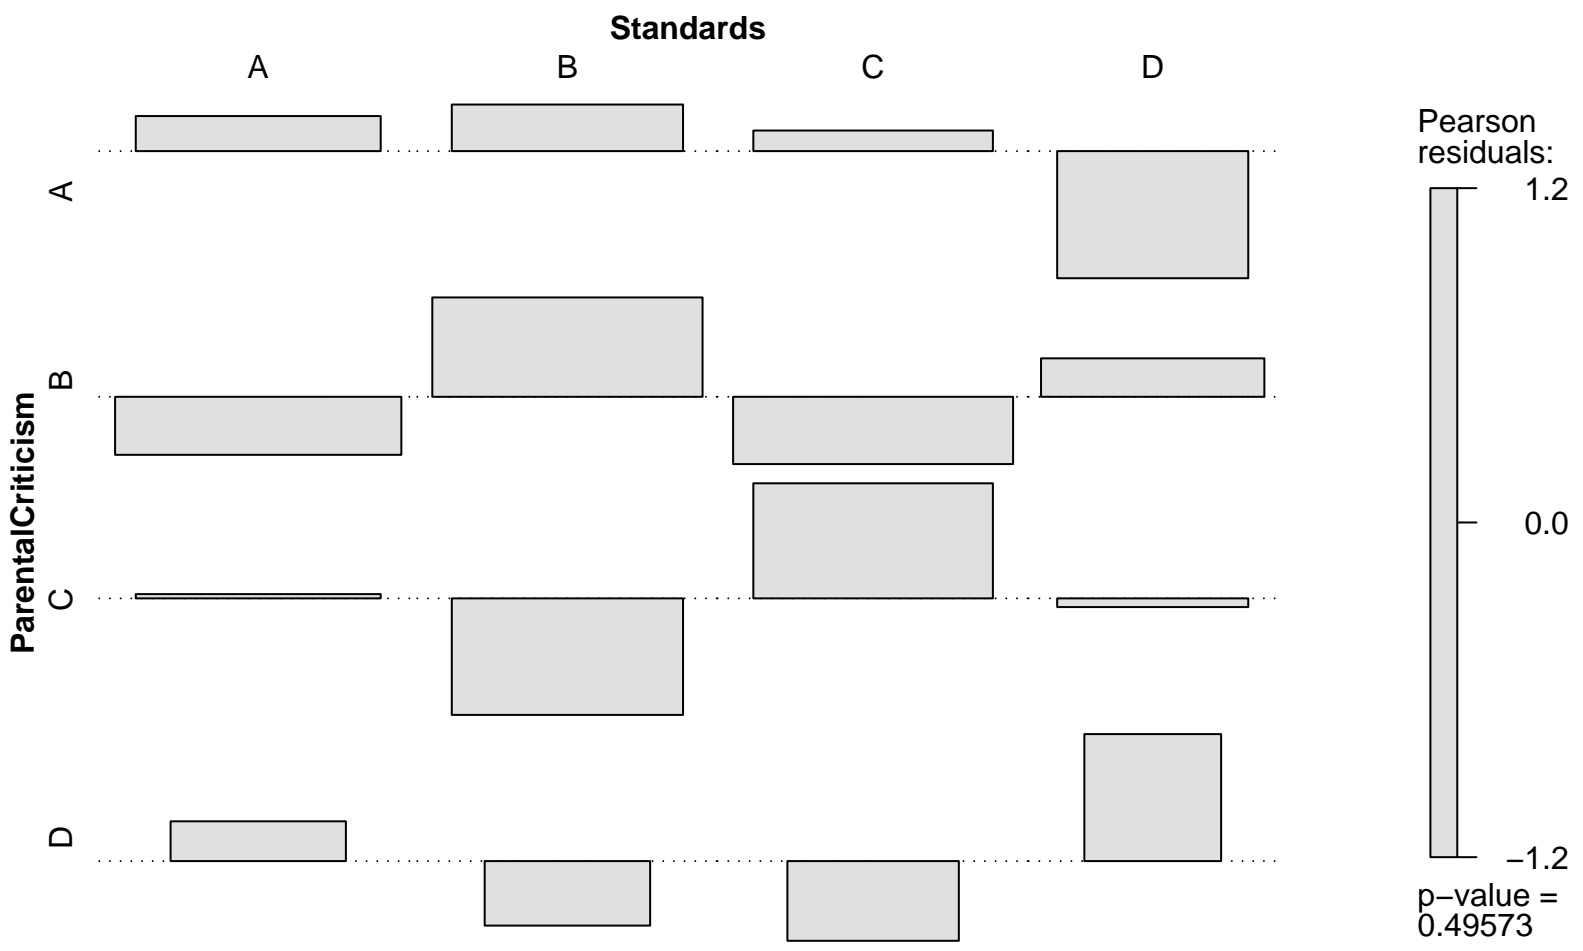 Standards
A B C D
ParentalCriticism
A
B
C
D
Pearson
residuals:
1.2
0.0
−1.2
p−value =
0.49573